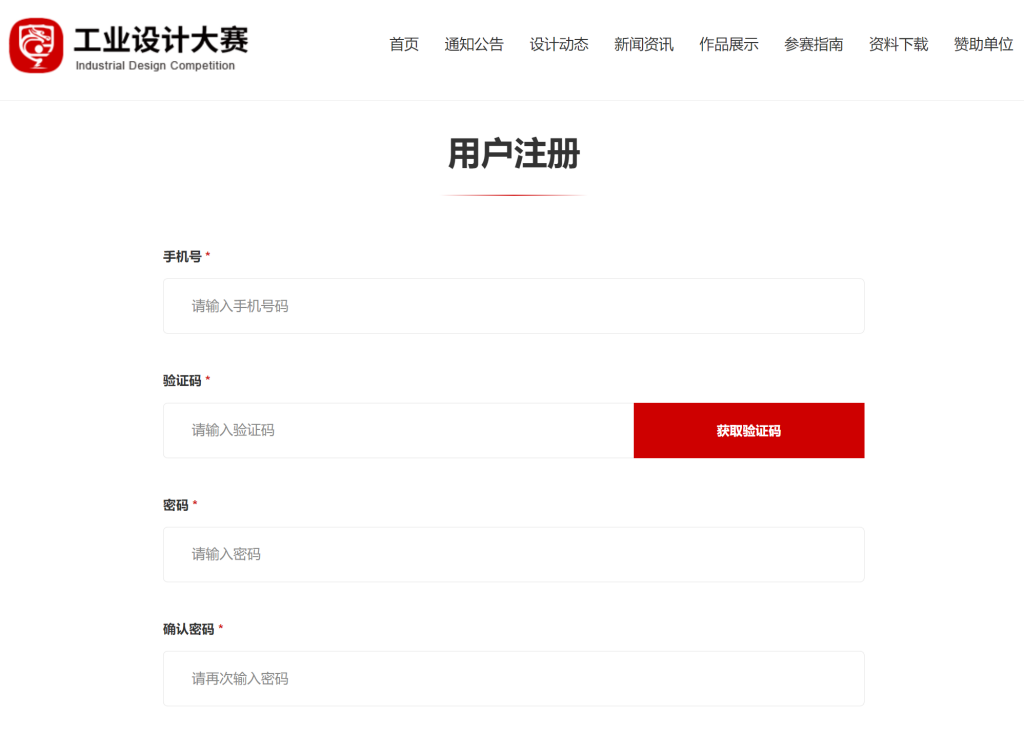 工业设计大赛
Industrial Design Competition
首页 通知公告 设计动态 新闻资讯 作品展示 参赛指南 资料下载 赞助单位
用户注册
手机号 *
请输入手机号码
验证码 *
请输入验证码 获取验证码
密码 *
请输入密码
确认密码 *
请再次输入密码